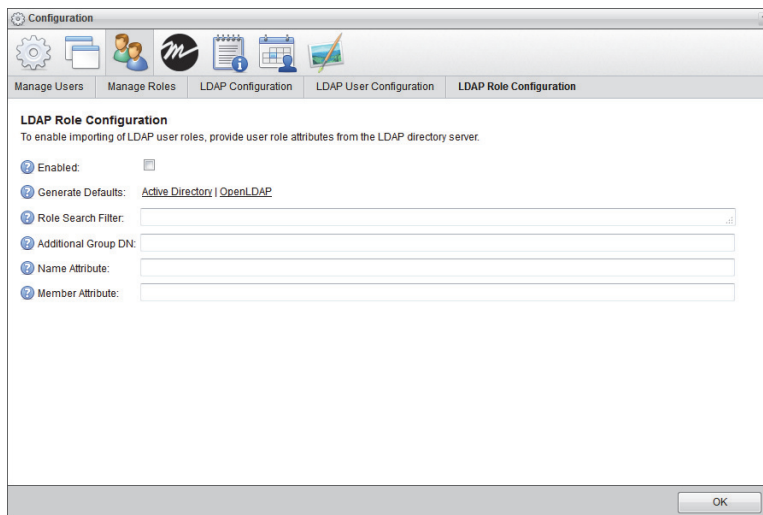 Configuration
Manage Users Manage Roles LDAP Configuration LDAP User Configuration LDAP Role Configuration
LDAP Role Configuration
To enable importing of LDAP user roles, provide user role attributes from the LDAP directory server.
Enabled:
Generate Defaults: Active Directory | OpenLDAP
Role Search Filter:
Additional Group DN:
Name Attribute:
Member Attribute:
OK